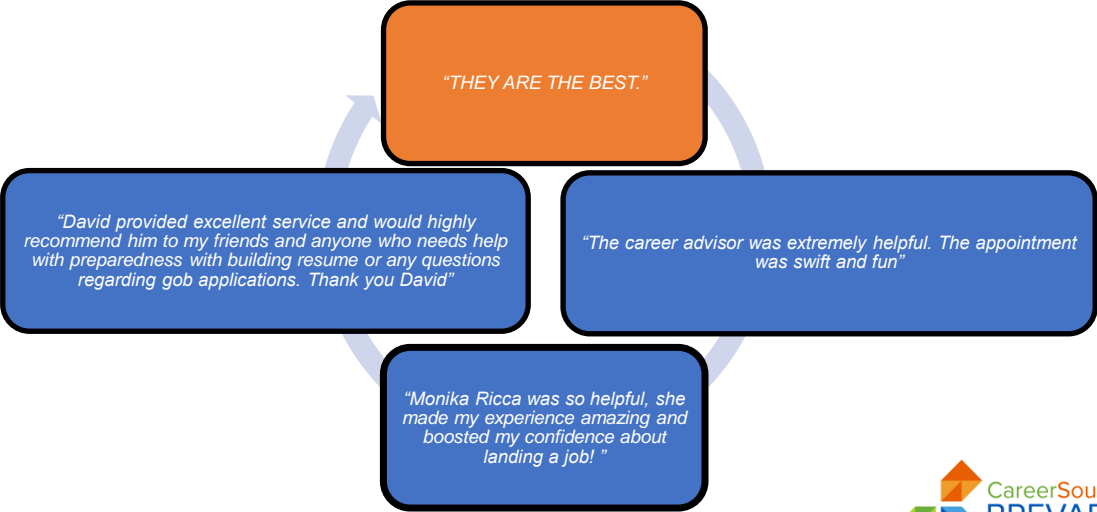 “THEY ARE THE BEST.”
“David provided excellent service and would highly
recommend him to my friends and anyone who needs help
with preparedness with building resume or any questions
regarding gob applications. Thank you David”
“The career advisor was extremely helpful. The appointment
was swift and fun”
“Monika Ricca was so helpful, she
made my experience amazing and
boosted my confidence about
landing a job! ”
CareerSou